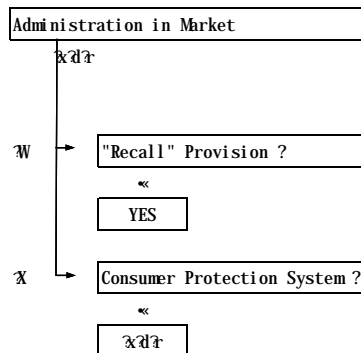 Administration in Market
"Recall" Provision ?
YES
Consumer Protection System ?